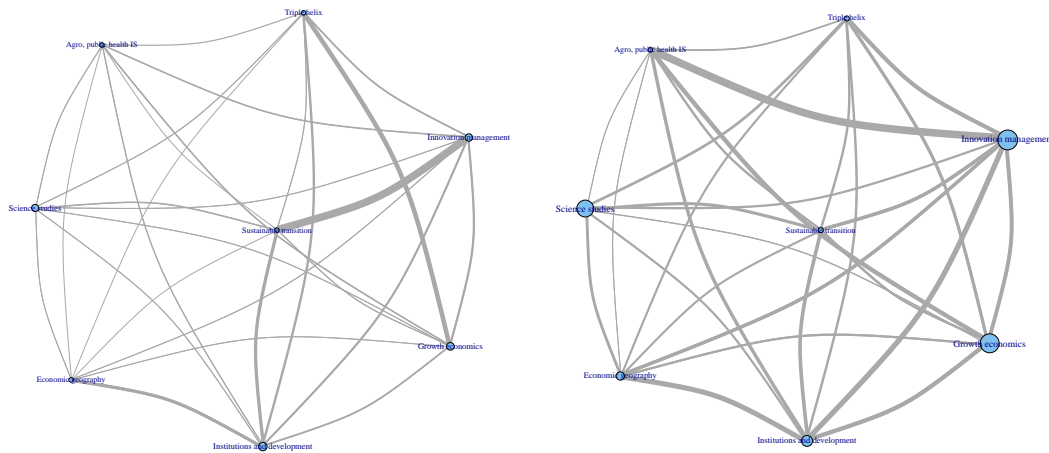 Triple helix
Agro, public health IS
Innovation management
Science studies
Sustainable transition
Growth economics
Economic geography
Institutions and development
Triple helix
Agro, public health IS
Innovation managemer
Science studies
Sustainable transition
Growth economics
Economic geography
Institutions and development